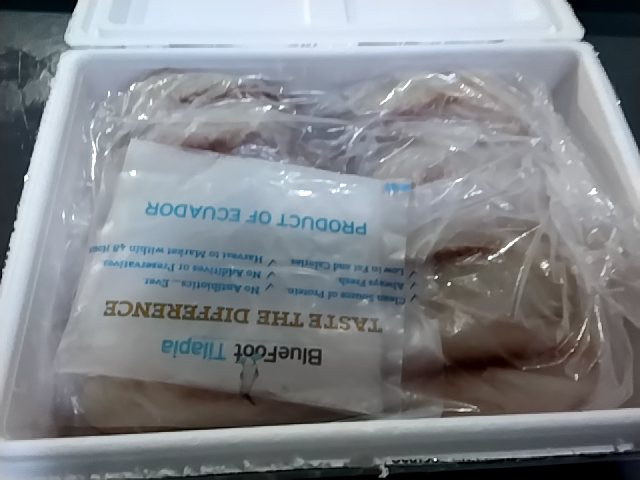 BlueFoot Tilapia
TASTE THE DIFFERENCE
✓ Clean Source of Protein. ✓ No Antibiotics... Ever
✓ Always Fresh. ✓ No Additives or Preservatives
✓ Low in Fat and Calories. ✓ Harvest to Market within 48
PRODUCT OF ECUADOR